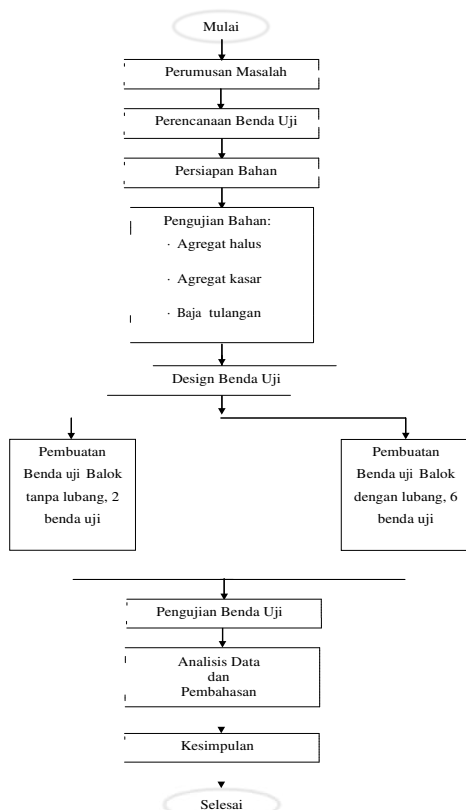 Mulai
Perumusan Masalah
Perencanaan Benda Uji
Persiapan Bahan
Pengujian Bahan:
· Agregat halus
· Agregat kasar
· Baja tulangan
Design Benda Uji
Pembuatan
Benda uji Balok
tanpa lubang, 2
benda uji
Pembuatan
Benda uji Balok
dengan lubang, 6
benda uji
Pengujian Benda Uji
Analisis Data
dan
Pembahasan
Kesimpulan
Selesai